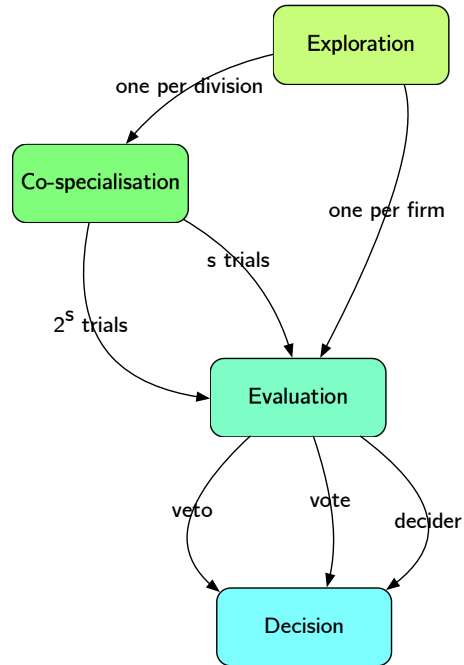 Exploration
one per division
Co-specialisation
one per firm
s trials
2^s trials
Evaluation
veto
vote
decider
Decision